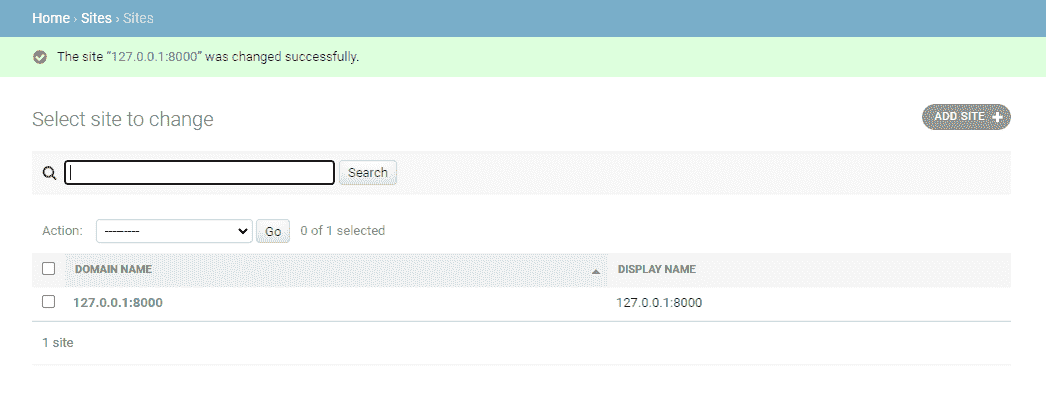 Home › Sites › Sites
The site “127.0.0.1:8000” was changed successfully.
Select site to change
ADD SITE +
Search
Action: --------- Go 0 of 1 selected
DOMAIN NAME DISPLAY NAME
127.0.0.1:8000 127.0.0.1:8000
1 site